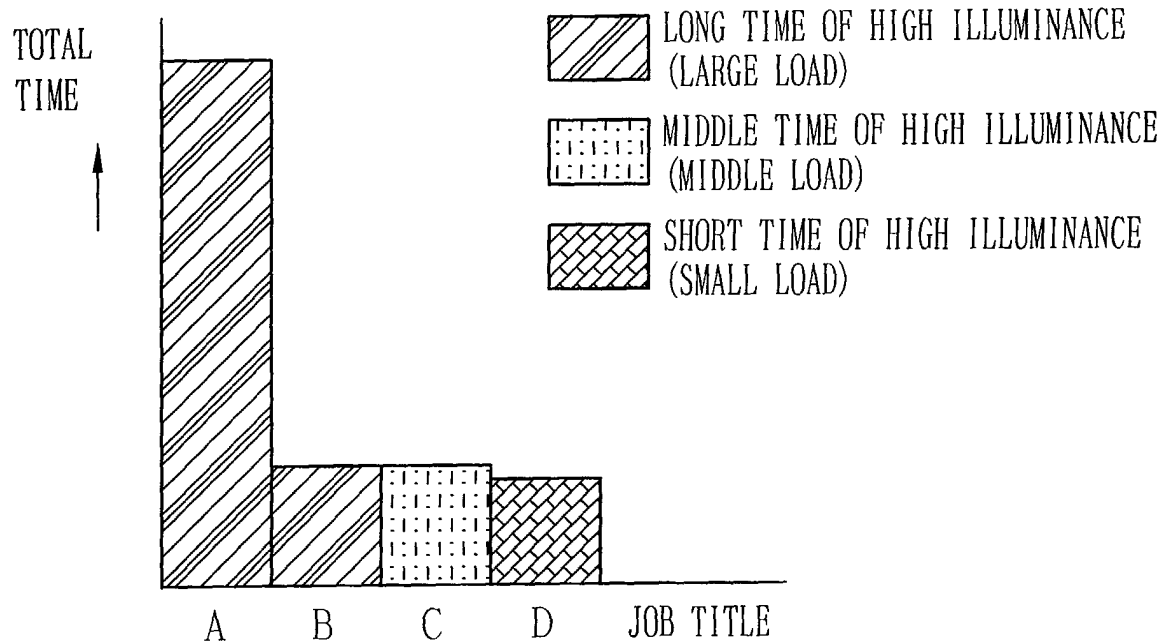 TOTAL
TIME
LONG TIME OF HIGH ILLUMINANCE
(LARGE LOAD)
MIDDLE TIME OF HIGH ILLUMINANCE
(MIDDLE LOAD)
SHORT TIME OF HIGH ILLUMINANCE
(SMALL LOAD)
A B C D JOB TITLE